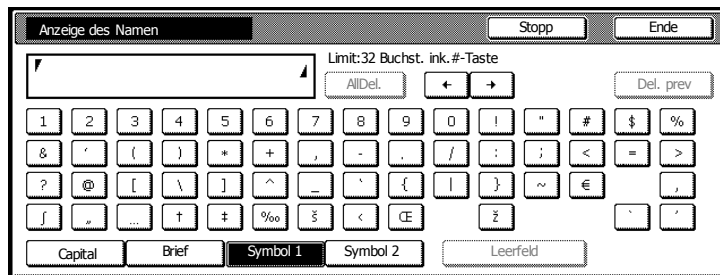 Anzeige des Namen Stopp Ende
Limit:32 Buchst. ink.#-Taste
AllDel. ← → Del. prev
1 2 3 4 5 6 7 8 9 0 ! " # $ %
& ´ ( ) * + , - . / : ; < = >
? @ [ \ ] ^ _ ` { | } ~ € ,
ʃ „ … † ‡ ‰ š ‹ Œ ž ` ´
Capital Brief Symbol 1 Symbol 2 Leerfeld